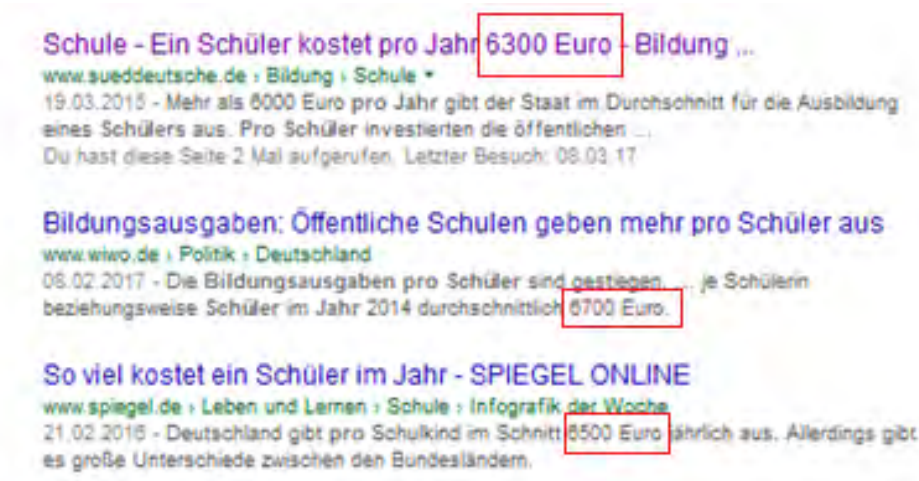 Schule - Ein Schüler kostet pro Jahr 6300 Euro - Bildung ...
www.sueddeutsche.de › Bildung › Schule ▾
19.03.2015 - Mehr als 6000 Euro pro Jahr gibt der Staat im Durchschnitt für die Ausbildung
eines Schülers aus. Pro Schüler investierten die öffentlichen ...
Du hast diese Seite 2 Mal aufgerufen. Letzter Besuch: 08.03.17
Bildungsausgaben: Öffentliche Schulen geben mehr pro Schüler aus
www.wiwo.de › Politik › Deutschland
08.02.2017 - Die Bildungsausgaben pro Schüler sind gestiegen. ... je Schülerin
beziehungsweise Schüler im Jahr 2014 durchschnittlich 6700 Euro.
So viel kostet ein Schüler im Jahr - SPIEGEL ONLINE
www.spiegel.de › Leben und Lernen › Schule › Infografik der Woche
21.02.2016 - Deutschland gibt pro Schulkind im Schnitt 6500 Euro jährlich aus. Allerdings gibt
es große Unterschiede zwischen den Bundesländern.